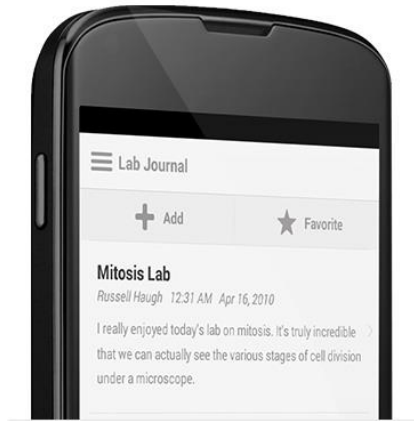 Lab Journal
Add
Favorite
Mitosis Lab
Russell Haugh 12:31 AM Apr 16, 2010
I really enjoyed today's lab on mitosis. It's truly incredible
that we can actually see the various stages of cell division
under a microscope.